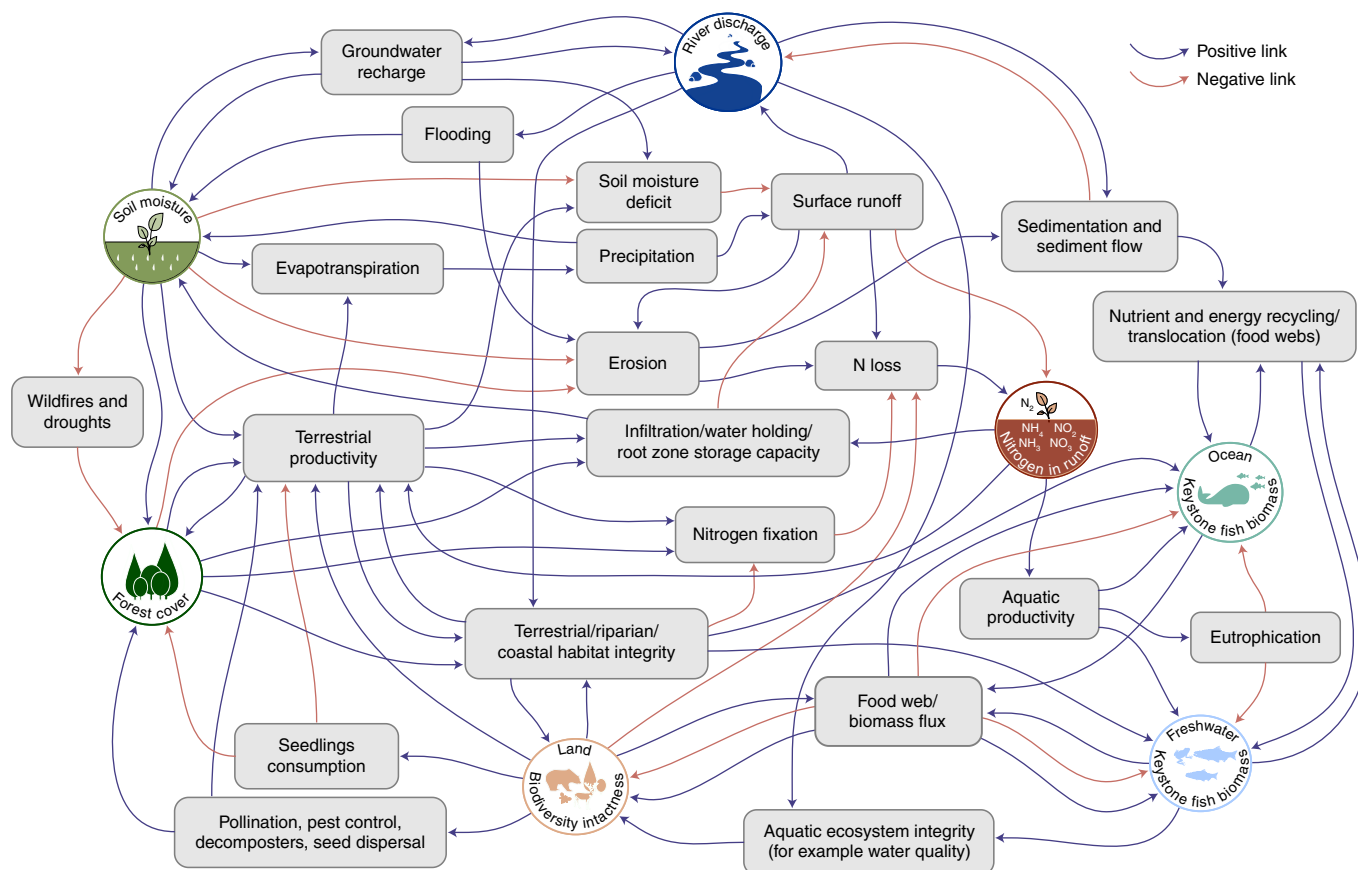 River discharge
Groundwater
recharge
Positive link
Negative link
Flooding
Soil moisture
deficit
Surface runoff
Soil moisture
Sedimentation and
sediment flow
Evapotranspiration
Precipitation
Nutrient and energy recycling/
translocation (food webs)
Erosion
N loss
Wildfires and
droughts
N2
NH4 NO2
NH3 NO3
Nitrogen in runoff
Terrestrial
productivity
Infiltration/water holding/
root zone storage capacity
Ocean
Keystone fish biomass
Nitrogen fixation
Forest cover
Aquatic
productivity
Terrestrial/riparian/
coastal habitat integrity
Eutrophication
Food web/
biomass flux
Seedlings
consumption
Land
Biodiversity intactness
Freshwater
Keystone fish biomass
Pollination, pest control,
decomposters, seed dispersal
Aquatic ecosystem integrity
(for example water quality)